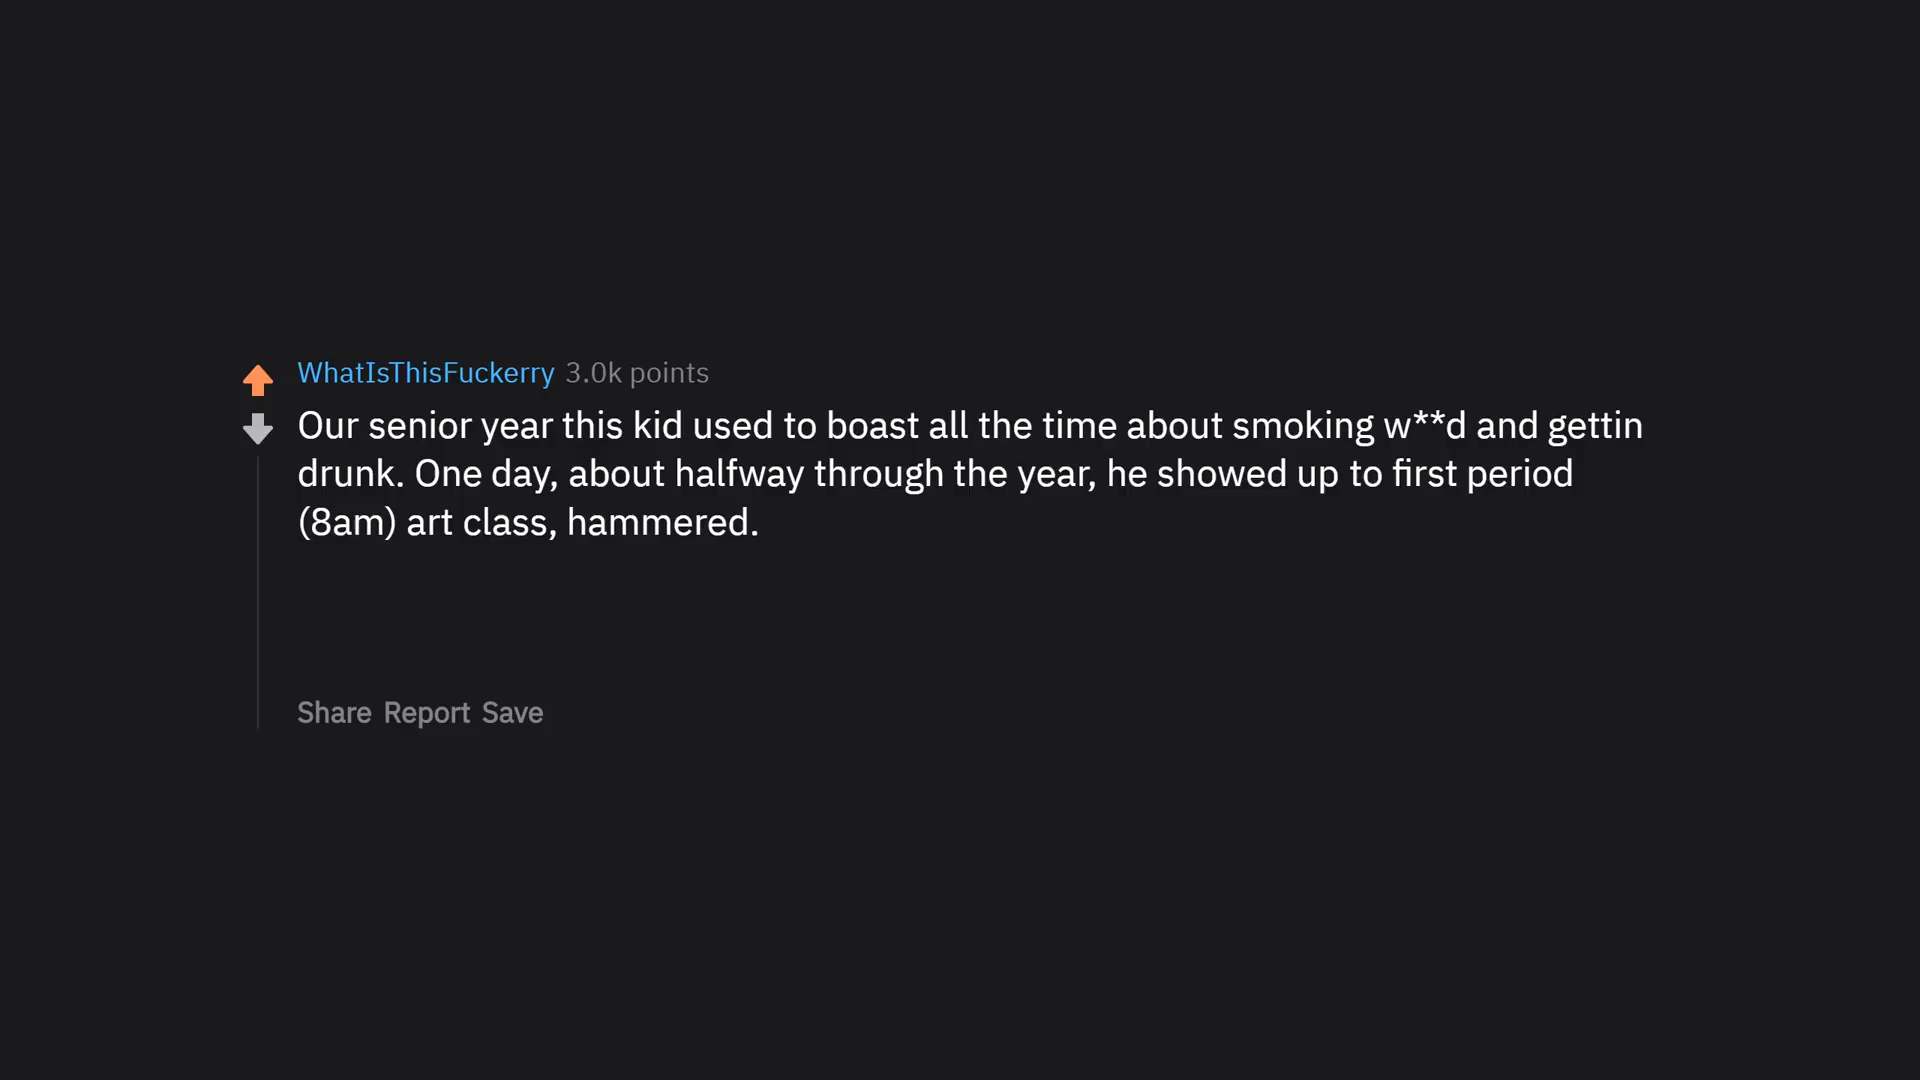 WhatIsThisFuckerry 3.0k points
Our senior year this kid used to boast all the time about smoking w**d and gettin
drunk. One day, about halfway through the year, he showed up to first period
(8am) art class, hammered.
Share Report Save